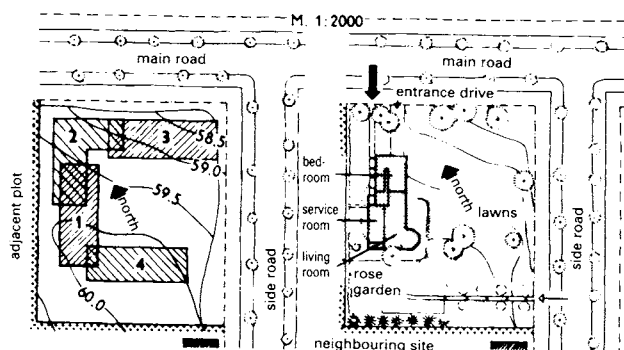 M. 1:2000
main road
main road
entrance drive
2
3
58.5
59.0
bed-
room
north
59.5
north
adjacent plot
service
room
lawns
1
living
room
4
rose
garden
60.0
side road
side road
neighbouring site